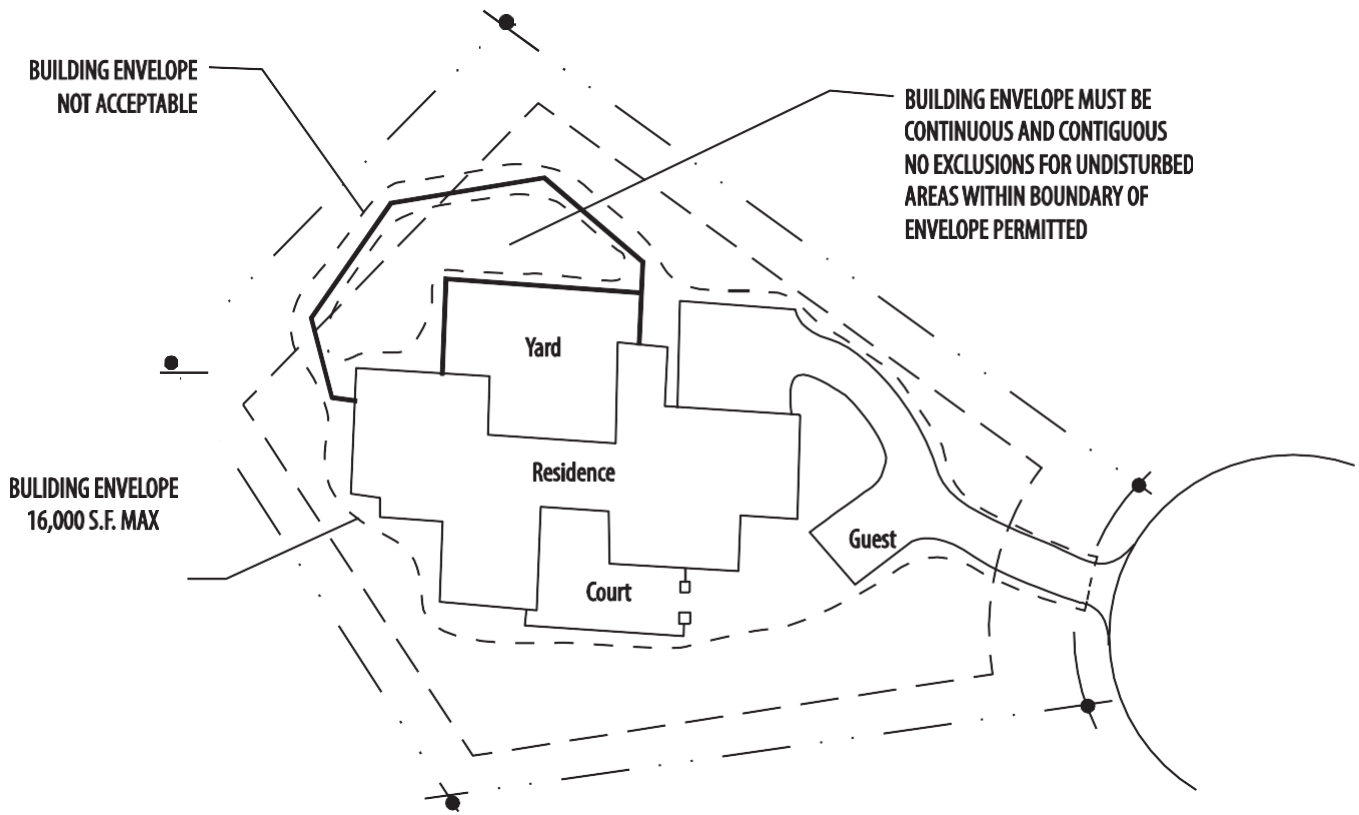 BUILDING ENVELOPE
NOT ACCEPTABLE
BUILDING ENVELOPE MUST BE
CONTINUOUS AND CONTIGUOUS
NO EXCLUSIONS FOR UNDISTURBED
AREAS WITHIN BOUNDARY OF
ENVELOPE PERMITTED
Yard
Residence
BULIDING ENVELOPE
16,000 S.F. MAX
Guest
Court